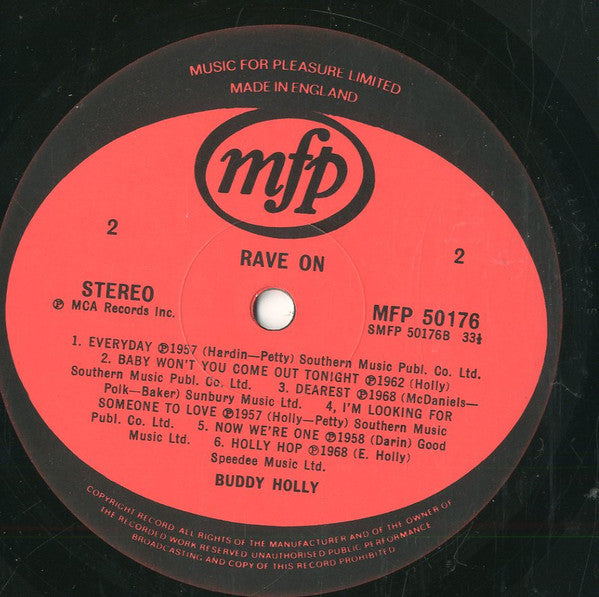 MUSIC FOR PLEASURE LIMITED
MADE IN ENGLAND
mfp
2
RAVE ON
2
STEREO
℗ MCA Records Inc.
MFP 50176
SMFP 50176B 33⅓
1. EVERYDAY ℗1957 (Hardin—Petty) Southern Music Publ. Co. Ltd.
2. BABY WON'T YOU COME OUT TONIGHT ℗1962 (Holly)
Southern Music Publ. Co. Ltd. 3. DEAREST ℗1968 (McDaniels—
Polk—Baker) Sunbury Music Ltd. 4. I'M LOOKING FOR
SOMEONE TO LOVE ℗1957 (Holly—Petty) Southern Music
Publ. Co. Ltd. 5. NOW WE'RE ONE ℗1958 (Darin) Good
Music Ltd. 6. HOLLY HOP ℗1968 (E. Holly)
Speedee Music Ltd.
BUDDY HOLLY
COPYRIGHT RECORD ALL RIGHTS OF THE MANUFACTURER AND OF THE OWNER OF
THE RECORDED WORK RESERVED UNAUTHORISED PUBLIC PERFORMANCE
BROADCASTING AND COPY OF THIS RECORD PROHIBITED